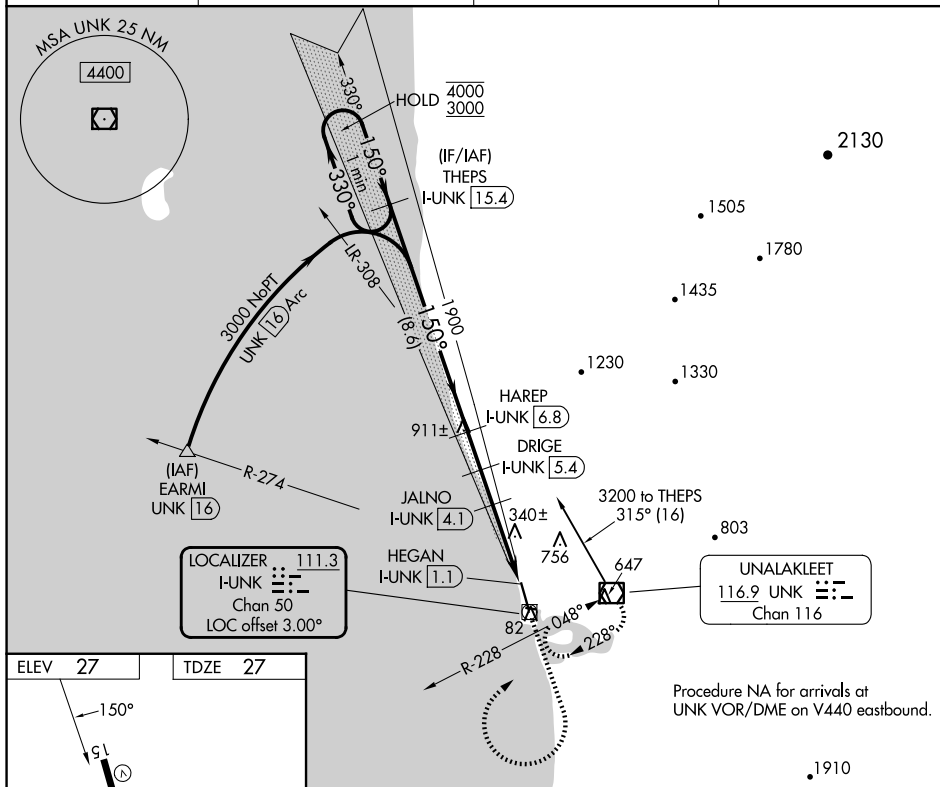 MSA UNK 25 NM
4400
330°
HOLD
4000
3000
150°
1 min
330°
(IF/IAF)
THEPS
I-UNK 15.4
2130
1505
1780
1435
1230
1330
LR-308
3000 NoPT
UNK 16 Arc
1900
150°
(8.6)
HAREP
I-UNK 6.8
911±
DRIGE
I-UNK 5.4
R-274
(IAF)
EARMI
UNK 16
JALNO
I-UNK 4.1
340±
3200 to THEPS
315° (16)
756
803
HEGAN
I-UNK 1.1
647
LOCALIZER 111.3
I-UNK
Chan 50
LOC offset 3.00°
UNALAKLEET
116.9 UNK
Chan 116
82
048°
228°
R-228
ELEV 27
TDZE 27
150°
15
V
Procedure NA for arrivals at
UNK VOR/DME on V440 eastbound.
1910